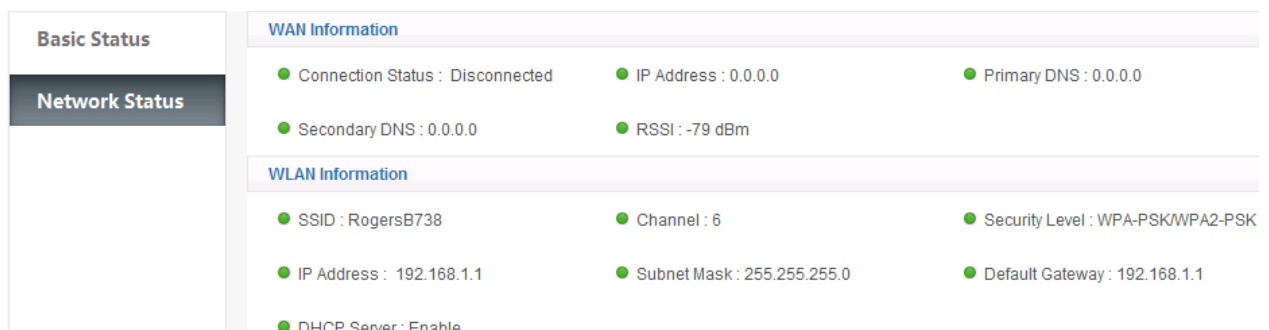 Basic Status
Network Status
WAN Information
Connection Status : Disconnected
IP Address : 0.0.0.0
Primary DNS : 0.0.0.0
Secondary DNS : 0.0.0.0
RSSI : -79 dBm
WLAN Information
SSID : RogersB738
Channel : 6
Security Level : WPA-PSK/WPA2-PSK
IP Address : 192.168.1.1
Subnet Mask : 255.255.255.0
Default Gateway : 192.168.1.1
DHCP Server : Enable